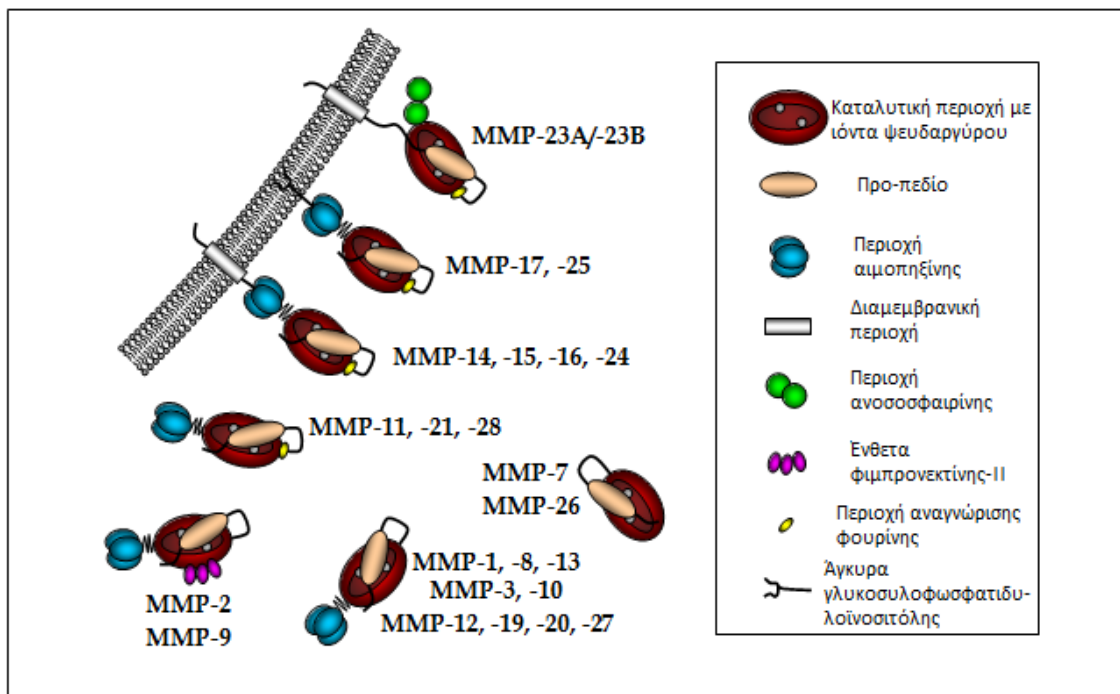 MMP-23A/-23B
MMP-17, -25
MMP-14, -15, -16, -24
MMP-11, -21, -28
MMP-7
MMP-26
MMP-2
MMP-9
MMP-1, -8, -13
MMP-3, -10
MMP-12, -19, -20, -27
Καταλυτική περιοχή με
ιόντα ψευδαργύρου
Προ-πεδίο
Περιοχή
αιμοπηξίνης
Διαμεμβρανική
περιοχή
Περιοχή
ανοσοσφαιρίνης
Ένθετα
φιμπρονεκτίνης-II
Περιοχή αναγνώρισης
φουρίνης
Άγκυρα
γλυκοσυλοφωσφατιδυ-
λοϊνοσιτόλης